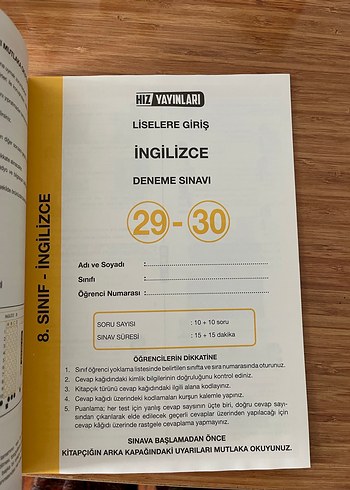 HIZ YAYINLARI
LİSELERE GİRİŞ
İNGİLİZCE
DENEME SINAVI
29 - 30
Adı ve Soyadı :
Sınıfı :
Öğrenci Numarası :
SORU SAYISI : 10 + 10 soru
SINAV SÜRESİ : 15 + 15 dakika
ÖĞRENCİLERİN DİKKATİNE
1. Sınıf öğrenci yoklama listesinde belirtilen sınıfta ve sıra numarasında oturunuz.
2. Cevap kağıdındaki kimlik bilgilerinin doğruluğunu kontrol ediniz.
3. Kitapçık türünü cevap kağıdındaki ilgili alana kodlayınız.
4. Cevap kağıdı üzerindeki kodlamaları kurşun kalemle yapınız.
5. Puanlama; her test için yanlış cevap sayısının üçte biri, doğru cevap sayı-
sından çıkarılarak elde edilecek geçerli cevaplar üzerinden yapılacağı için
cevap kâğıdı üzerinde rastgele cevaplama yapmayınız.
SINAVA BAŞLAMADAN ÖNCE
KİTAPÇIĞIN ARKA KAPAĞINDAKİ UYARILARI MUTLAKA OKUYUNUZ.
8. SINIF - İNGİLİZCE